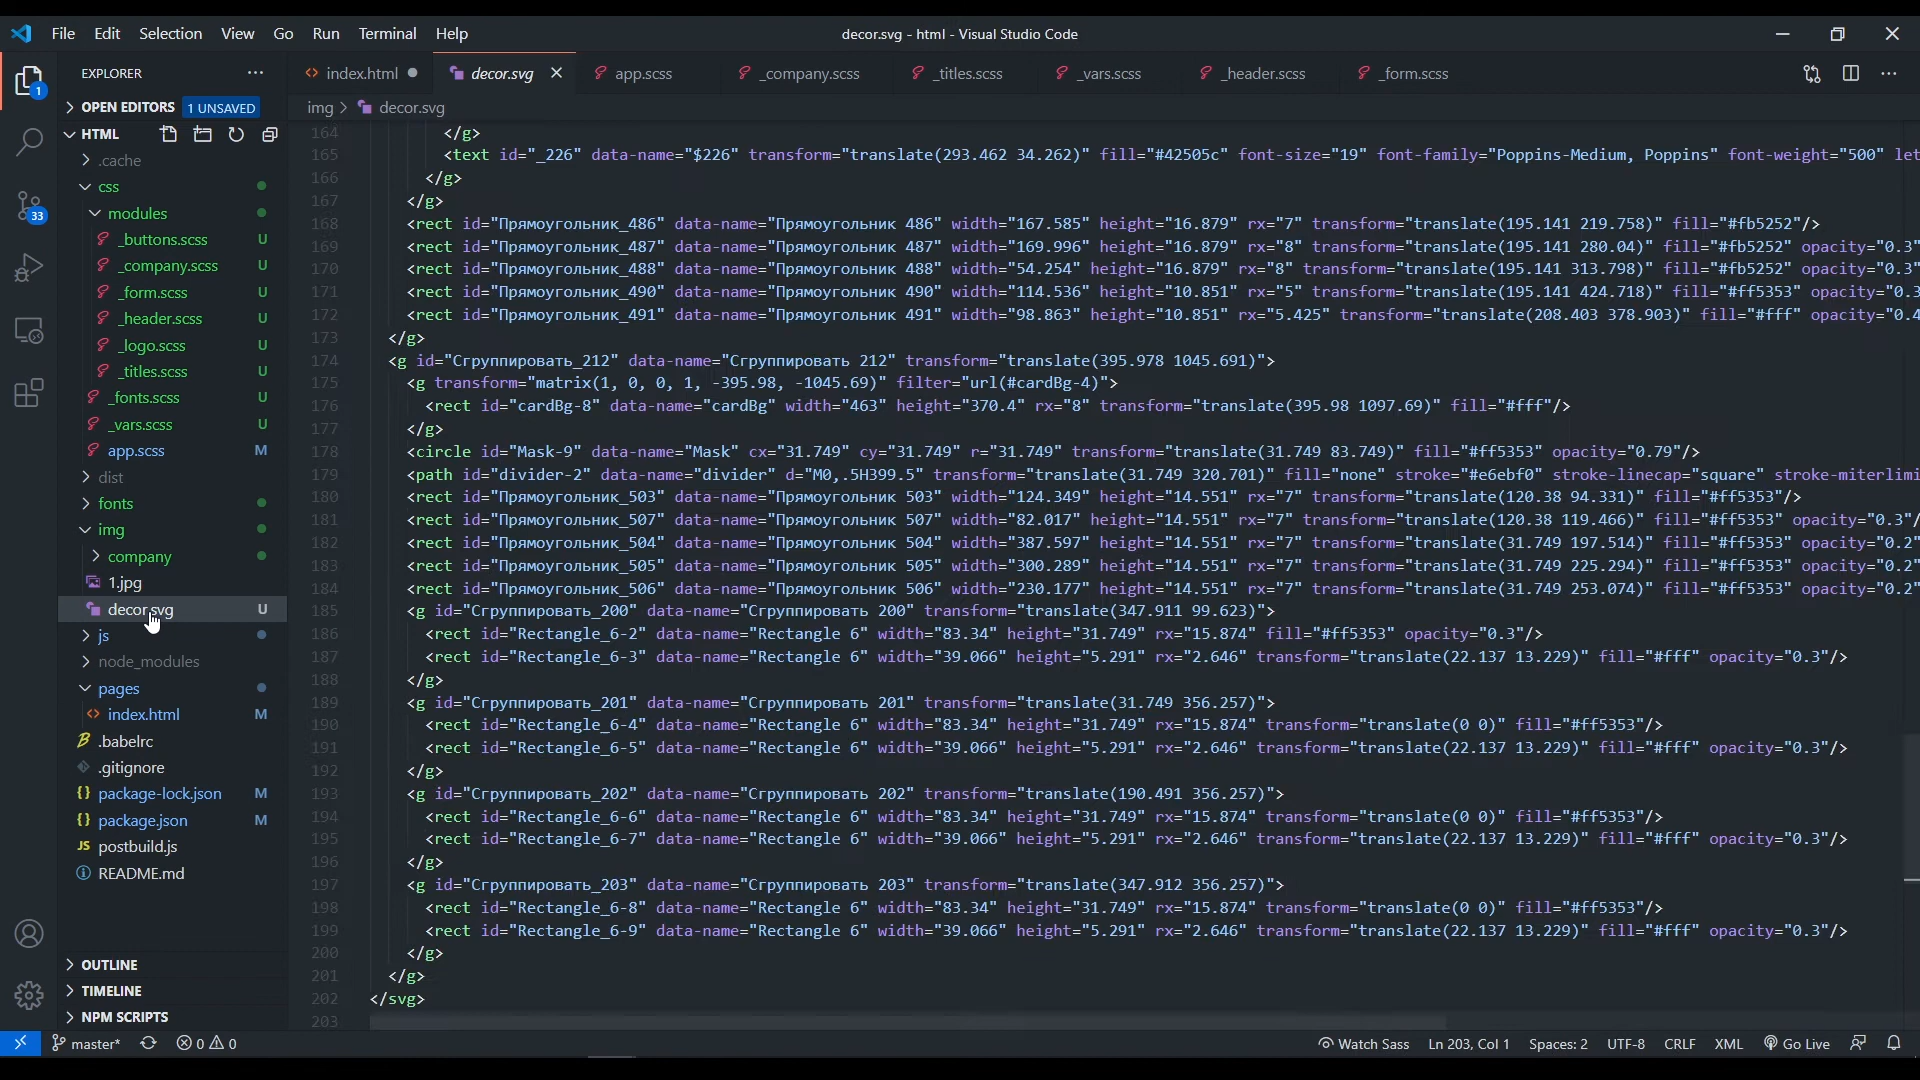 File Edit Selection View Go Run Terminal Help
decor.svg - html - Visual Studio Code
EXPLORER
OPEN EDITORS 1 UNSAVED
HTML
.cache
css
modules
_buttons.scss U
_company.scss U
_form.scss U
_header.scss U
_logo.scss U
_titles.scss U
_fonts.scss U
_vars.scss U
app.scss M
dist
fonts
img
company
1.jpg
decor.svg U
js
node_modules
pages
index.html M
.babelrc
.gitignore
package-lock.json M
package.json M
postbuild.js
README.md
OUTLINE
TIMELINE
NPM SCRIPTS
1
33
index.html decor.svg app.scss _company.scss _titles.scss _vars.scss _header.scss _form.scss
img > decor.svg
164 </g>
165 <text id="_226" data-name="$226" transform="translate(293.462 34.262)" fill="#42505c" font-size="19" font-family="Poppins-Medium, Poppins" font-weight="500" let
166 </g>
167 </g>
168 <rect id="Прямоугольник_486" data-name="Прямоугольник 486" width="167.585" height="16.879" rx="7" transform="translate(195.141 219.758)" fill="#fb5252"/>
169 <rect id="Прямоугольник_487" data-name="Прямоугольник 487" width="169.996" height="16.879" rx="8" transform="translate(195.141 280.04)" fill="#fb5252" opacity="0.3"
170 <rect id="Прямоугольник_488" data-name="Прямоугольник 488" width="54.254" height="16.879" rx="8" transform="translate(195.141 313.798)" fill="#fb5252" opacity="0.3"
171 <rect id="Прямоугольник_490" data-name="Прямоугольник 490" width="114.536" height="10.851" rx="5" transform="translate(195.141 424.718)" fill="#ff5353" opacity="0.3
172 <rect id="Прямоугольник_491" data-name="Прямоугольник 491" width="98.863" height="10.851" rx="5.425" transform="translate(208.403 378.903)" fill="#fff" opacity="0.4
173 </g>
174 <g id="Сгруппировать_212" data-name="Сгруппировать 212" transform="translate(395.978 1045.691)">
175 <g transform="matrix(1, 0, 0, 1, -395.98, -1045.69)" filter="url(#cardBg-4)">
176 <rect id="cardBg-8" data-name="cardBg" width="463" height="370.4" rx="8" transform="translate(395.98 1097.69)" fill="#fff"/>
177 </g>
178 <circle id="Mask-9" data-name="Mask" cx="31.749" cy="31.749" r="31.749" transform="translate(31.749 83.749)" fill="#ff5353" opacity="0.79"/>
179 <path id="divider-2" data-name="divider" d="M0,.5H399.5" transform="translate(31.749 320.701)" fill="none" stroke="#e6ebf0" stroke-linecap="square" stroke-miterlimi
180 <rect id="Прямоугольник_503" data-name="Прямоугольник 503" width="124.349" height="14.551" rx="7" transform="translate(120.38 94.331)" fill="#ff5353"/>
181 <rect id="Прямоугольник_507" data-name="Прямоугольник 507" width="82.017" height="14.551" rx="7" transform="translate(120.38 119.466)" fill="#ff5353" opacity="0.3"/
182 <rect id="Прямоугольник_504" data-name="Прямоугольник 504" width="387.597" height="14.551" rx="7" transform="translate(31.749 197.514)" fill="#ff5353" opacity="0.2"
183 <rect id="Прямоугольник_505" data-name="Прямоугольник 505" width="300.289" height="14.551" rx="7" transform="translate(31.749 225.294)" fill="#ff5353" opacity="0.2"
184 <rect id="Прямоугольник_506" data-name="Прямоугольник 506" width="230.177" height="14.551" rx="7" transform="translate(31.749 253.074)" fill="#ff5353" opacity="0.2"
185 <g id="Сгруппировать_200" data-name="Сгруппировать 200" transform="translate(347.911 99.623)">
186 <rect id="Rectangle_6-2" data-name="Rectangle 6" width="83.34" height="31.749" rx="15.874" fill="#ff5353" opacity="0.3"/>
187 <rect id="Rectangle_6-3" data-name="Rectangle 6" width="39.066" height="5.291" rx="2.646" transform="translate(22.137 13.229)" fill="#fff" opacity="0.3"/>
188 </g>
189 <g id="Сгруппировать_201" data-name="Сгруппировать 201" transform="translate(31.749 356.257)">
190 <rect id="Rectangle_6-4" data-name="Rectangle 6" width="83.34" height="31.749" rx="15.874" transform="translate(0 0)" fill="#ff5353"/>
191 <rect id="Rectangle_6-5" data-name="Rectangle 6" width="39.066" height="5.291" rx="2.646" transform="translate(22.137 13.229)" fill="#fff" opacity="0.3"/>
192 </g>
193 <g id="Сгруппировать_202" data-name="Сгруппировать 202" transform="translate(190.491 356.257)">
194 <rect id="Rectangle_6-6" data-name="Rectangle 6" width="83.34" height="31.749" rx="15.874" transform="translate(0 0)" fill="#ff5353"/>
195 <rect id="Rectangle_6-7" data-name="Rectangle 6" width="39.066" height="5.291" rx="2.646" transform="translate(22.137 13.229)" fill="#fff" opacity="0.3"/>
196 </g>
197 <g id="Сгруппировать_203" data-name="Сгруппировать 203" transform="translate(347.912 356.257)">
198 <rect id="Rectangle_6-8" data-name="Rectangle 6" width="83.34" height="31.749" rx="15.874" transform="translate(0 0)" fill="#ff5353"/>
199 <rect id="Rectangle_6-9" data-name="Rectangle 6" width="39.066" height="5.291" rx="2.646" transform="translate(22.137 13.229)" fill="#fff" opacity="0.3"/>
200 </g>
201 </g>
202 </svg>
203
master* 0 0 Watch Sass Ln 203, Col 1 Spaces: 2 UTF-8 CRLF XML Go Live